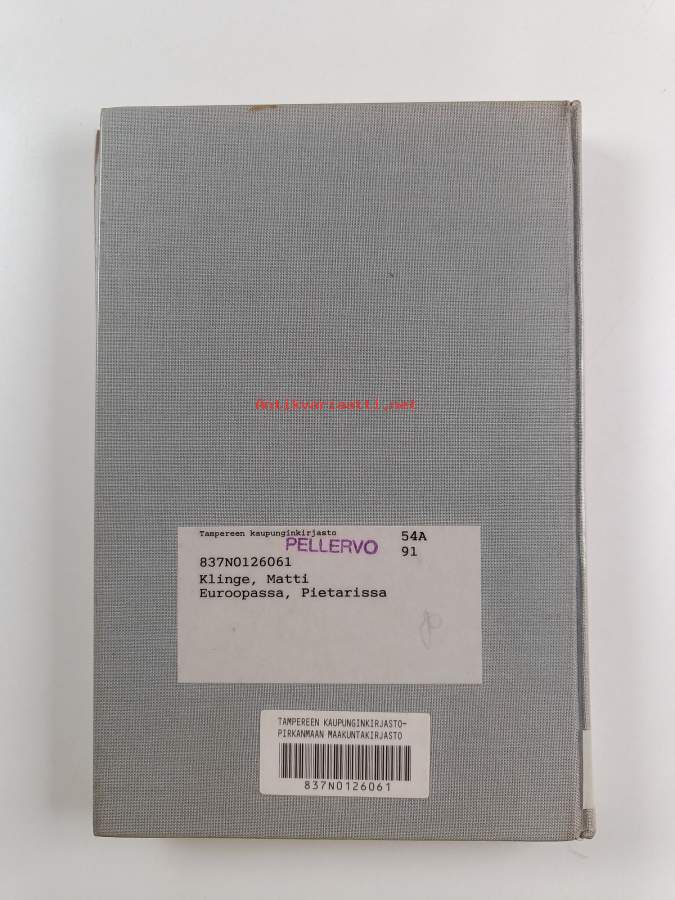 Antikvariaatti.net
Tampereen kaupunginkirjasto
PELLERVO
54A
91
837N0126061
Klinge, Matti
Euroopassa, Pietarissa
TAMPEREEN KAUPUNGINKIRJASTO-
PIRKANMAAN MAAKUNTAKIRJASTO
837N0126061